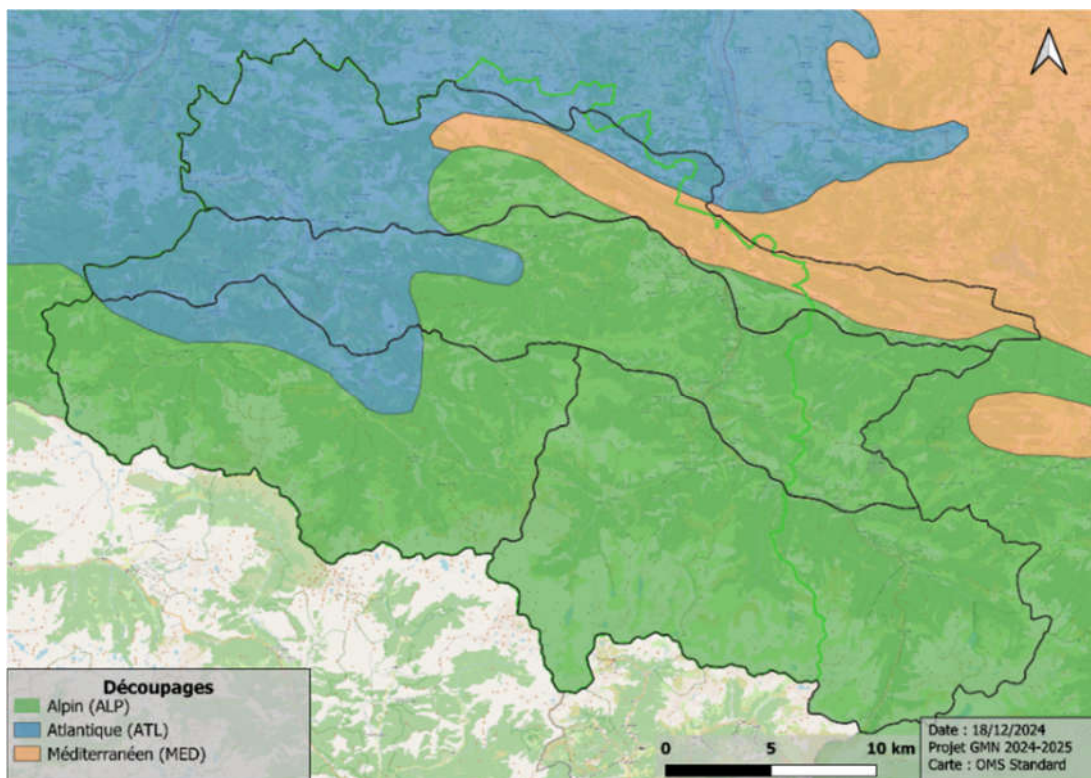 Découpages
Alpin (ALP)
Atlantique (ATL)
Méditerranéen (MED)
0 5 10 km
Date : 18/12/2024
Projet GMN 2024-2025
Carte : OMS Standard